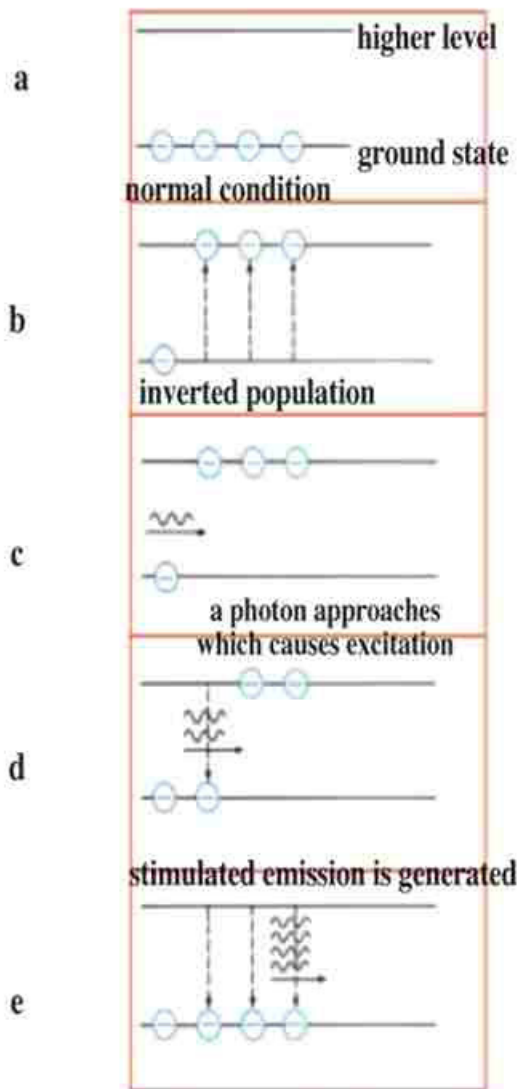 higher level
a
ground state
normal condition
b
inverted population
c
a photon approaches
which causes excitation
d
stimulated emission is generated
e